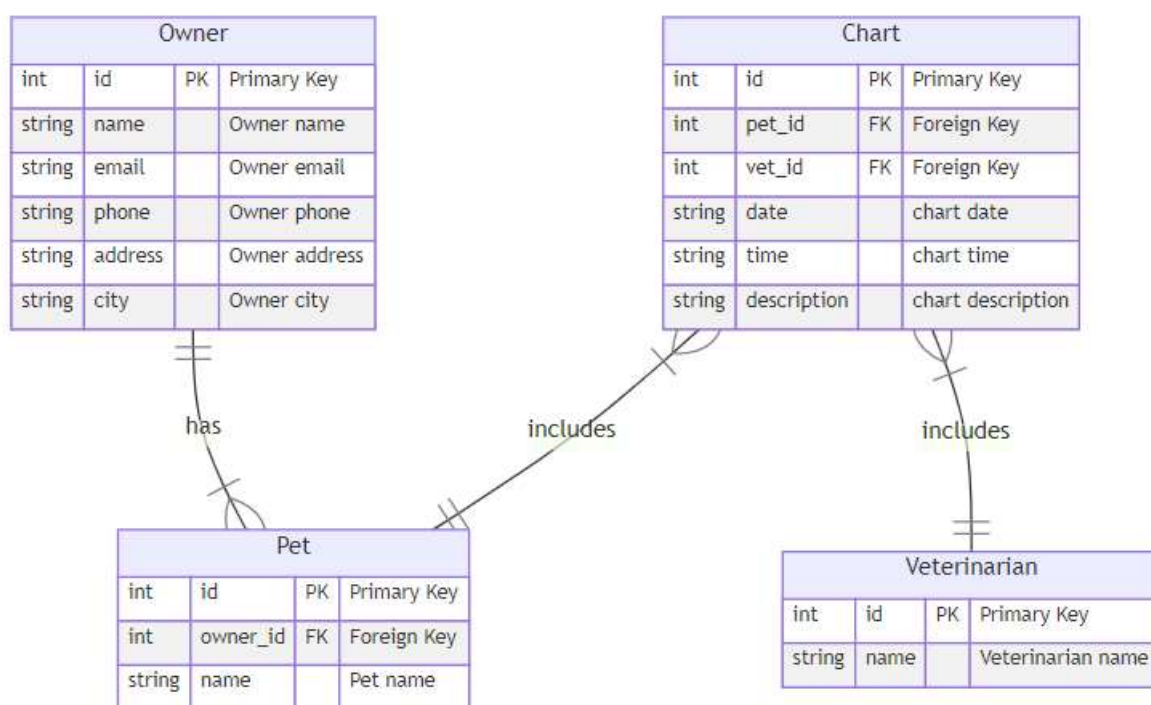 Owner
int id PK Primary Key
string name Owner name
string email Owner email
string phone Owner phone
string address Owner address
string city Owner city
Chart
int id PK Primary Key
int pet_id FK Foreign Key
int vet_id FK Foreign Key
string date chart date
string time chart time
string description chart description
has
includes
includes
Pet
int id PK Primary Key
int owner_id FK Foreign Key
string name Pet name
Veterinarian
int id PK Primary Key
string name Veterinarian name